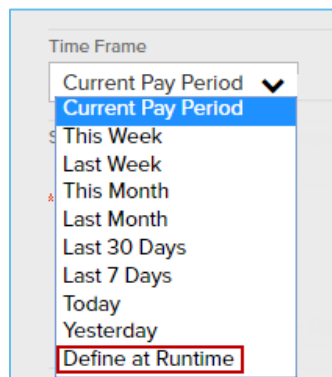 Time Frame
Current Pay Period
Current Pay Period
This Week
Last Week
This Month
Last Month
Last 30 Days
Last 7 Days
Today
Yesterday
Define at Runtime